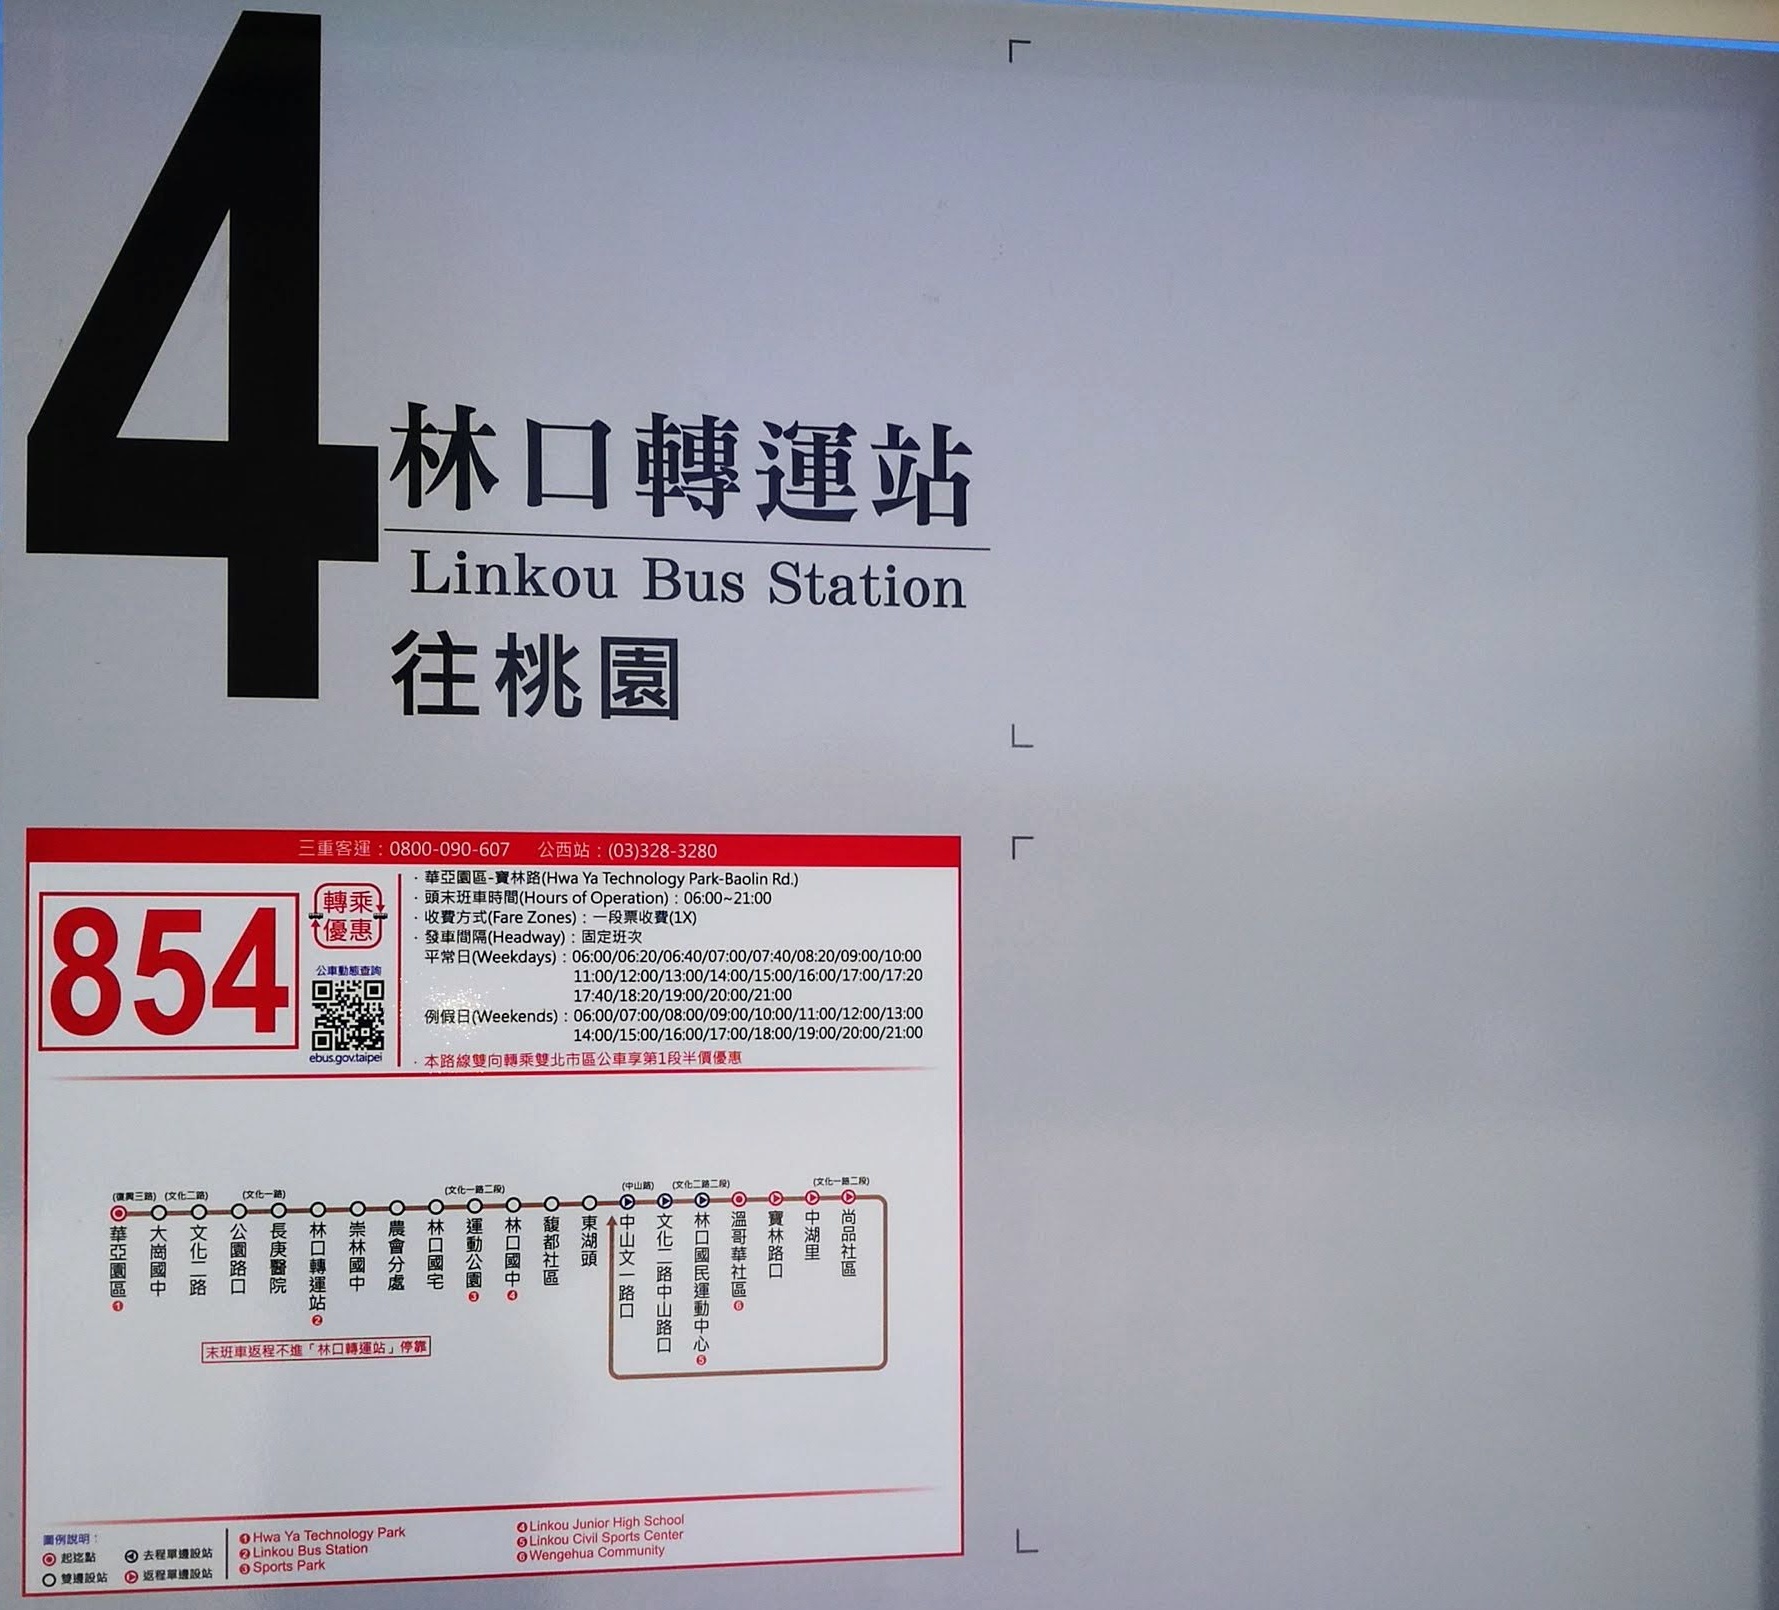 4
林口轉運站
Linkou Bus Station
往桃園
三重客運：0800-090-607 公西站：(03)328-3280
854
轉乘
優惠
公車動態查詢
ebus.gov.taipei
· 華亞園區-寶林路(Hwa Ya Technology Park-Baolin Rd.)
· 頭末班車時間(Hours of Operation)：06:00~21:00
· 收費方式(Fare Zones)：一段票收費(1X)
· 發車間隔(Headway)：固定班次
平常日(Weekdays)：06:00/06:20/06:40/07:00/07:40/08:20/09:00/10:00
11:00/12:00/13:00/14:00/15:00/16:00/17:00/17:20
17:40/18:20/19:00/20:00/21:00
例假日(Weekends)：06:00/07:00/08:00/09:00/10:00/11:00/12:00/13:00
14:00/15:00/16:00/17:00/18:00/19:00/20:00/21:00
· 本路線雙向轉乘雙北市區公車享第1段半價優惠
(復興三路) (文化二路) (文化一路) (文化一路二段) (中山路) (文化二路二段) (文化一路二段)
華亞園區❶
大崗國中
文化二路
公園路口
長庚醫院
林口轉運站❷
崇林國中
農會分處
林口國宅
運動公園❸
林口國中❹
馥都社區
東湖頭
中山文一路口
文化二路中山路口
林口國民運動中心❺
溫哥華社區❻
寶林路口
中湖里
尚品社區
末班車返程不進「林口轉運站」停靠
圖例說明：
起迄點
去程單邊設站
雙邊設站
返程單邊設站
❶Hwa Ya Technology Park
❷Linkou Bus Station
❸Sports Park
❹Linkou Junior High School
❺Linkou Civil Sports Center
❻Wengehua Community